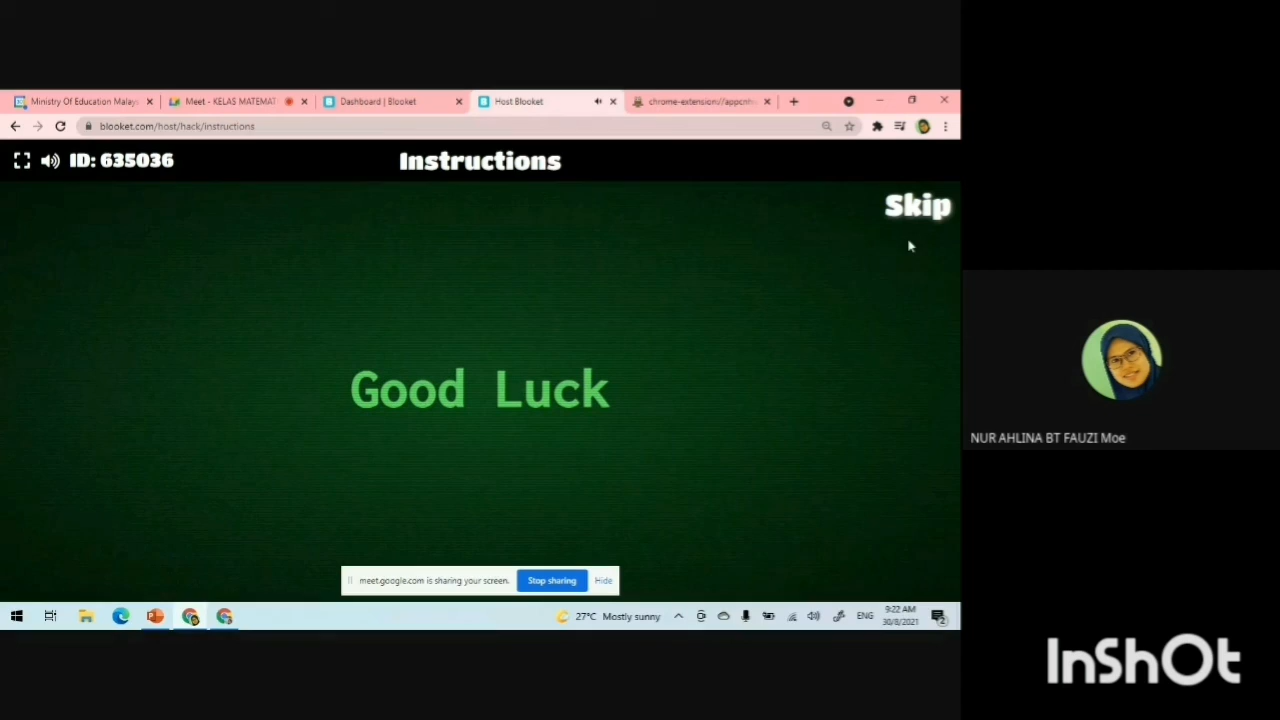 Ministry Of Education Malays
Meet - KELAS MATEMAT
Dashboard | Blooket
Host Blooket
chrome-extension://appcnh
blooket.com/host/hack/instructions
ID: 635036
Instructions
Skip
Good Luck
NUR AHLINA BT FAUZI Moe
meet.google.com is sharing your screen.
Stop sharing
Hide
27°C Mostly sunny
ENG
9:22 AM
30/8/2021
2
InShOt